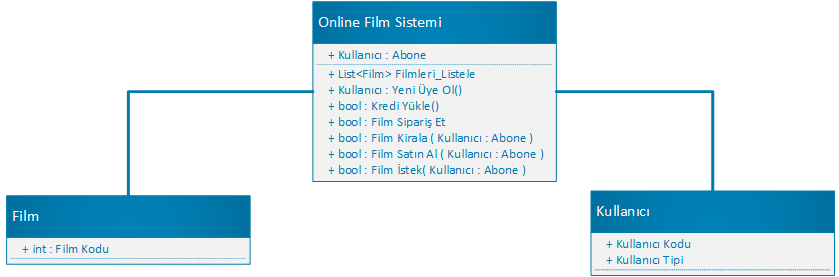 Online Film Sistemi
+ Kullanıcı : Abone
+ List<Film> Filmleri_Listele
+ Kullanıcı : Yeni Üye Ol()
+ bool : Kredi Yükle()
+ bool : Film Sipariş Et
+ bool : Film Kirala ( Kullanıcı : Abone )
+ bool : Film Satın Al ( Kullanıcı : Abone )
+ bool : Film İstek( Kullanıcı : Abone )
Film
+ int : Film Kodu
Kullanıcı
+ Kullanıcı Kodu
+ Kullanıcı Tipi